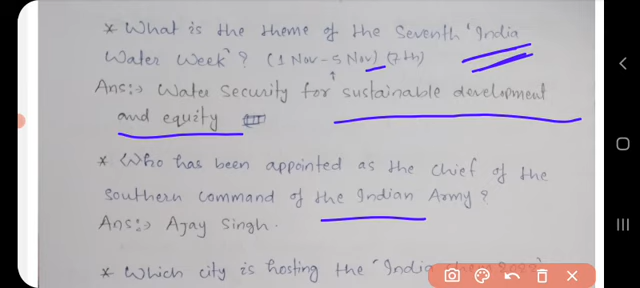 * What is the theme of the Seventh 'India
Water Week'? (1 Nov - 5 Nov) (7th)
Ans:→ Water Security for sustainable development
and equity
* Who has been appointed as the chief of the
southern command of the Indian Army?
Ans:→ Ajay Singh.
* Which city is hosting the "India